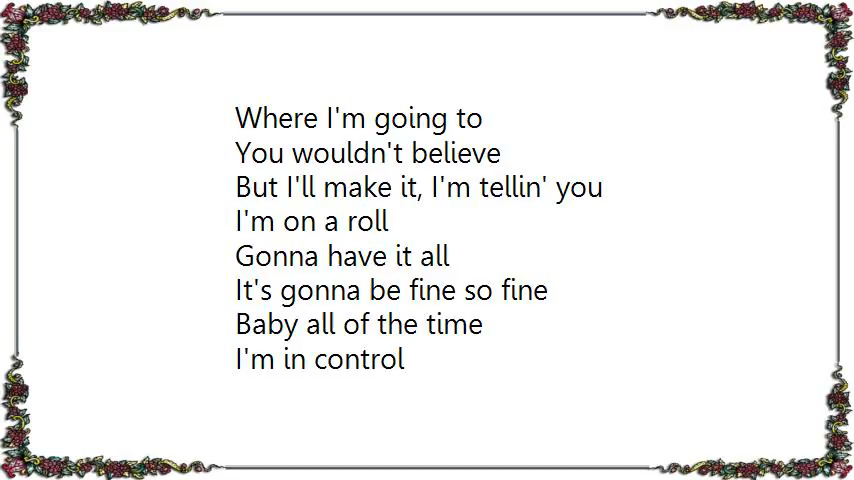 Where I'm going to
You wouldn't believe
But I'll make it, I'm tellin' you
I'm on a roll
Gonna have it all
It's gonna be fine so fine
Baby all of the time
I'm in control